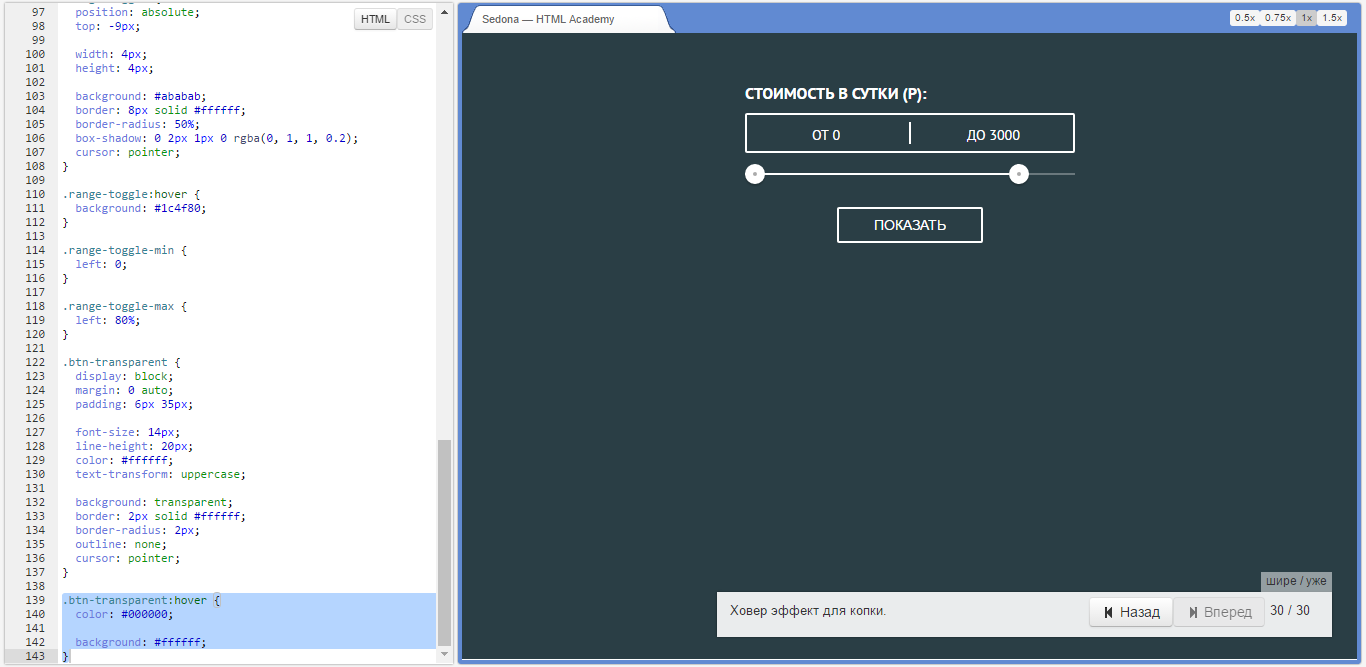 97 position: absolute;
98 top: -9px;
99
100 width: 4px;
101 height: 4px;
102
103 background: #ababab;
104 border: 8px solid #ffffff;
105 border-radius: 50%;
106 box-shadow: 0 2px 1px 0 rgba(0, 1, 1, 0.2);
107 cursor: pointer;
108 }
109
110 .range-toggle:hover {
111 background: #1c4f80;
112 }
113
114 .range-toggle-min {
115 left: 0;
116 }
117
118 .range-toggle-max {
119 left: 80%;
120 }
121
122 .btn-transparent {
123 display: block;
124 margin: 0 auto;
125 padding: 6px 35px;
126
127 font-size: 14px;
128 line-height: 20px;
129 color: #ffffff;
130 text-transform: uppercase;
131
132 background: transparent;
133 border: 2px solid #ffffff;
134 border-radius: 2px;
135 outline: none;
136 cursor: pointer;
137 }
138
139 .btn-transparent:hover {
140 color: #000000;
141
142 background: #ffffff;
143 }
HTML CSS
Sedona — HTML Academy
0.5x 0.75x 1x 1.5x
СТОИМОСТЬ В СУТКИ (Р):
ОТ 0 ДО 3000
ПОКАЗАТЬ
шире / уже
Ховер эффект для копки.
Назад Вперед 30 / 30